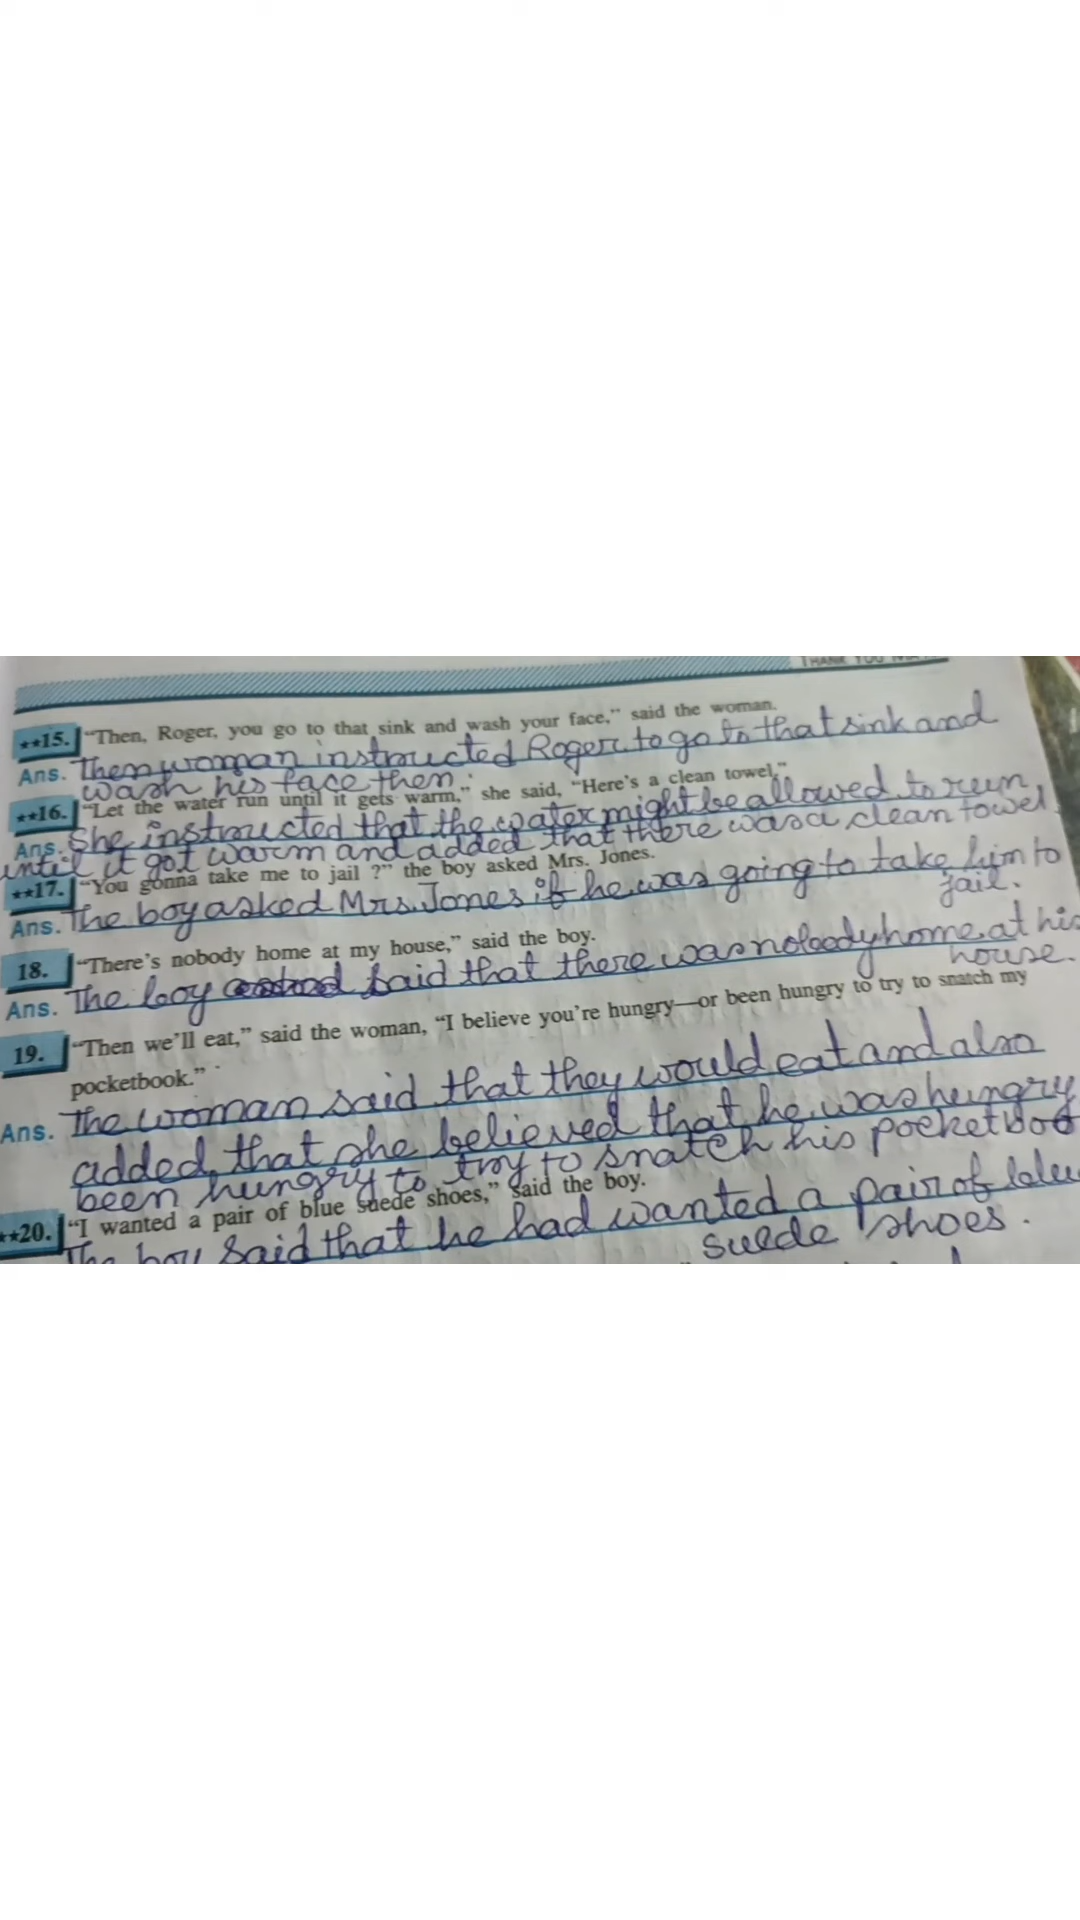 THANK YOU
**15. "Then, Roger, you go to that sink and wash your face," said the woman.
Ans. Then woman instructed Roger to go to that sink and
wash his face then.
**16. "Let the water run until it gets warm," she said, "Here's a clean towel."
Ans. She instructed that the water might be allowed to run
until it got warm and added that there was a clean towel.
**17. "You gonna take me to jail ?" the boy asked Mrs. Jones.
Ans. The boy asked Mrs. Jones if he was going to take him to
jail.
18. "There's nobody home at my house," said the boy.
Ans. The boy said that there was nobody home at his
house.
19. "Then we'll eat," said the woman, "I believe you're hungry—or been hungry to try to snatch my
pocketbook."
Ans. The woman said that they would eat and also
added that she believed that he was hungry
been hungry to try to snatch his pocketboo
**20. "I wanted a pair of blue suede shoes," said the boy.
The boy said that he had wanted a pair of blue
suede shoes.